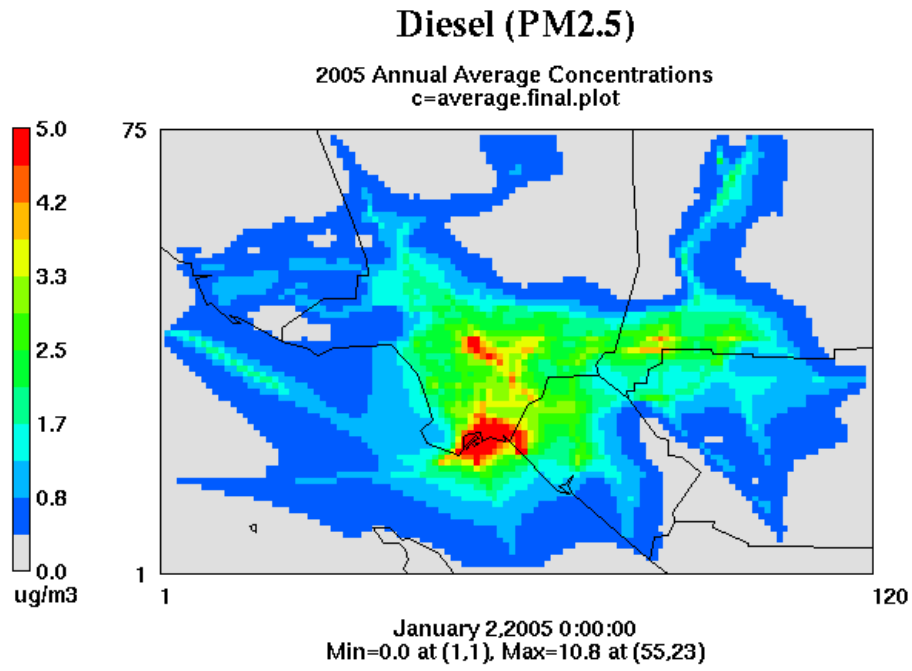 Diesel (PM2.5)
2005 Annual Average Concentrations
c=average.final.plot
5.0
4.2
3.3
2.5
1.7
0.8
0.0
ug/m3
75
1
1
120
January 2,2005 0:00:00
Min=0.0 at (1,1), Max=10.8 at (55,23)